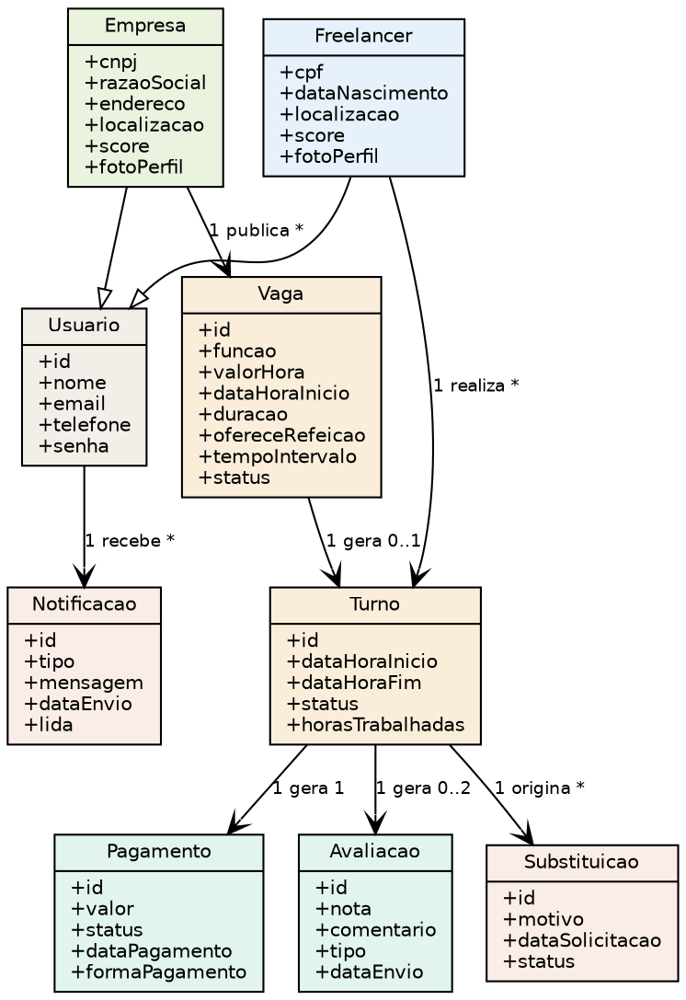 Empresa
+cnpj
+razaoSocial
+endereco
+localizacao
+score
+fotoPerfil
Freelancer
+cpf
+dataNascimento
+localizacao
+score
+fotoPerfil
1 publica *
Usuario
+id
+nome
+email
+telefone
+senha
Vaga
+id
+funcao
+valorHora
+dataHoraInicio
+duracao
+ofereceRefeicao
+tempoIntervalo
+status
1 realiza *
1 recebe *
1 gera 0..1
Notificacao
+id
+tipo
+mensagem
+dataEnvio
+lida
Turno
+id
+dataHoraInicio
+dataHoraFim
+status
+horasTrabalhadas
1 gera 1
1 gera 0..2
1 origina *
Pagamento
+id
+valor
+status
+dataPagamento
+formaPagamento
Avaliacao
+id
+nota
+comentario
+tipo
+dataEnvio
Substituicao
+id
+motivo
+dataSolicitacao
+status